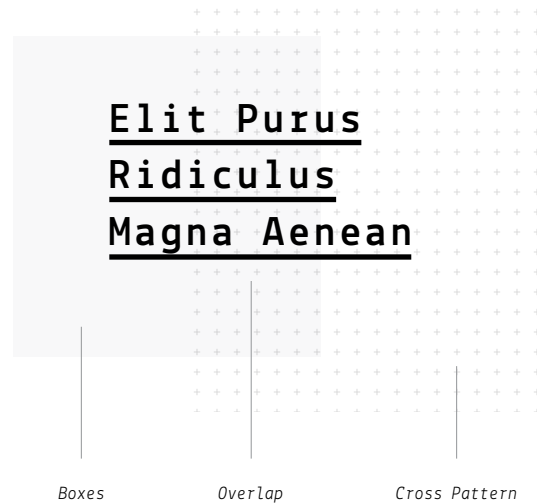 Elit Purus
Ridiculus
Magna Aenean
Boxes
Overlap
Cross Pattern